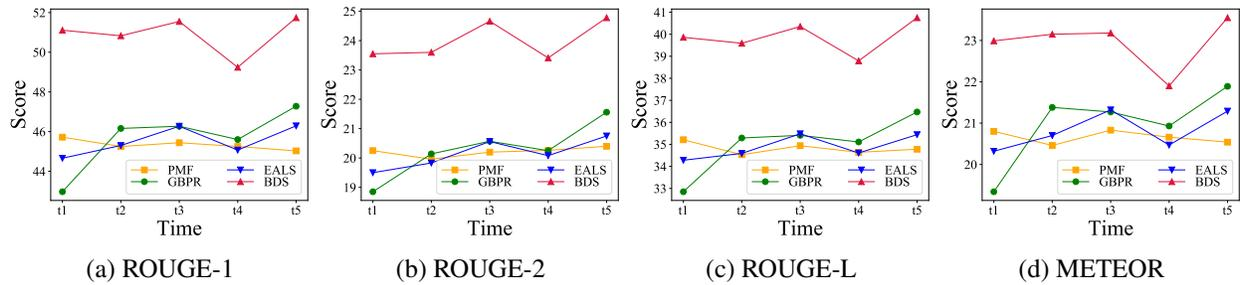 52
50
48
46
44
Score
t1 t2 t3 t4 t5
Time
PMF EALS
GBPR BDS
(a) ROUGE-1
25
24
23
22
21
20
19
Score
t1 t2 t3 t4 t5
Time
PMF EALS
GBPR BDS
(b) ROUGE-2
41
40
39
38
37
36
35
34
33
Score
t1 t2 t3 t4 t5
Time
PMF EALS
GBPR BDS
(c) ROUGE-L
23
22
21
20
Score
t1 t2 t3 t4 t5
Time
PMF EALS
GBPR BDS
(d) METEOR